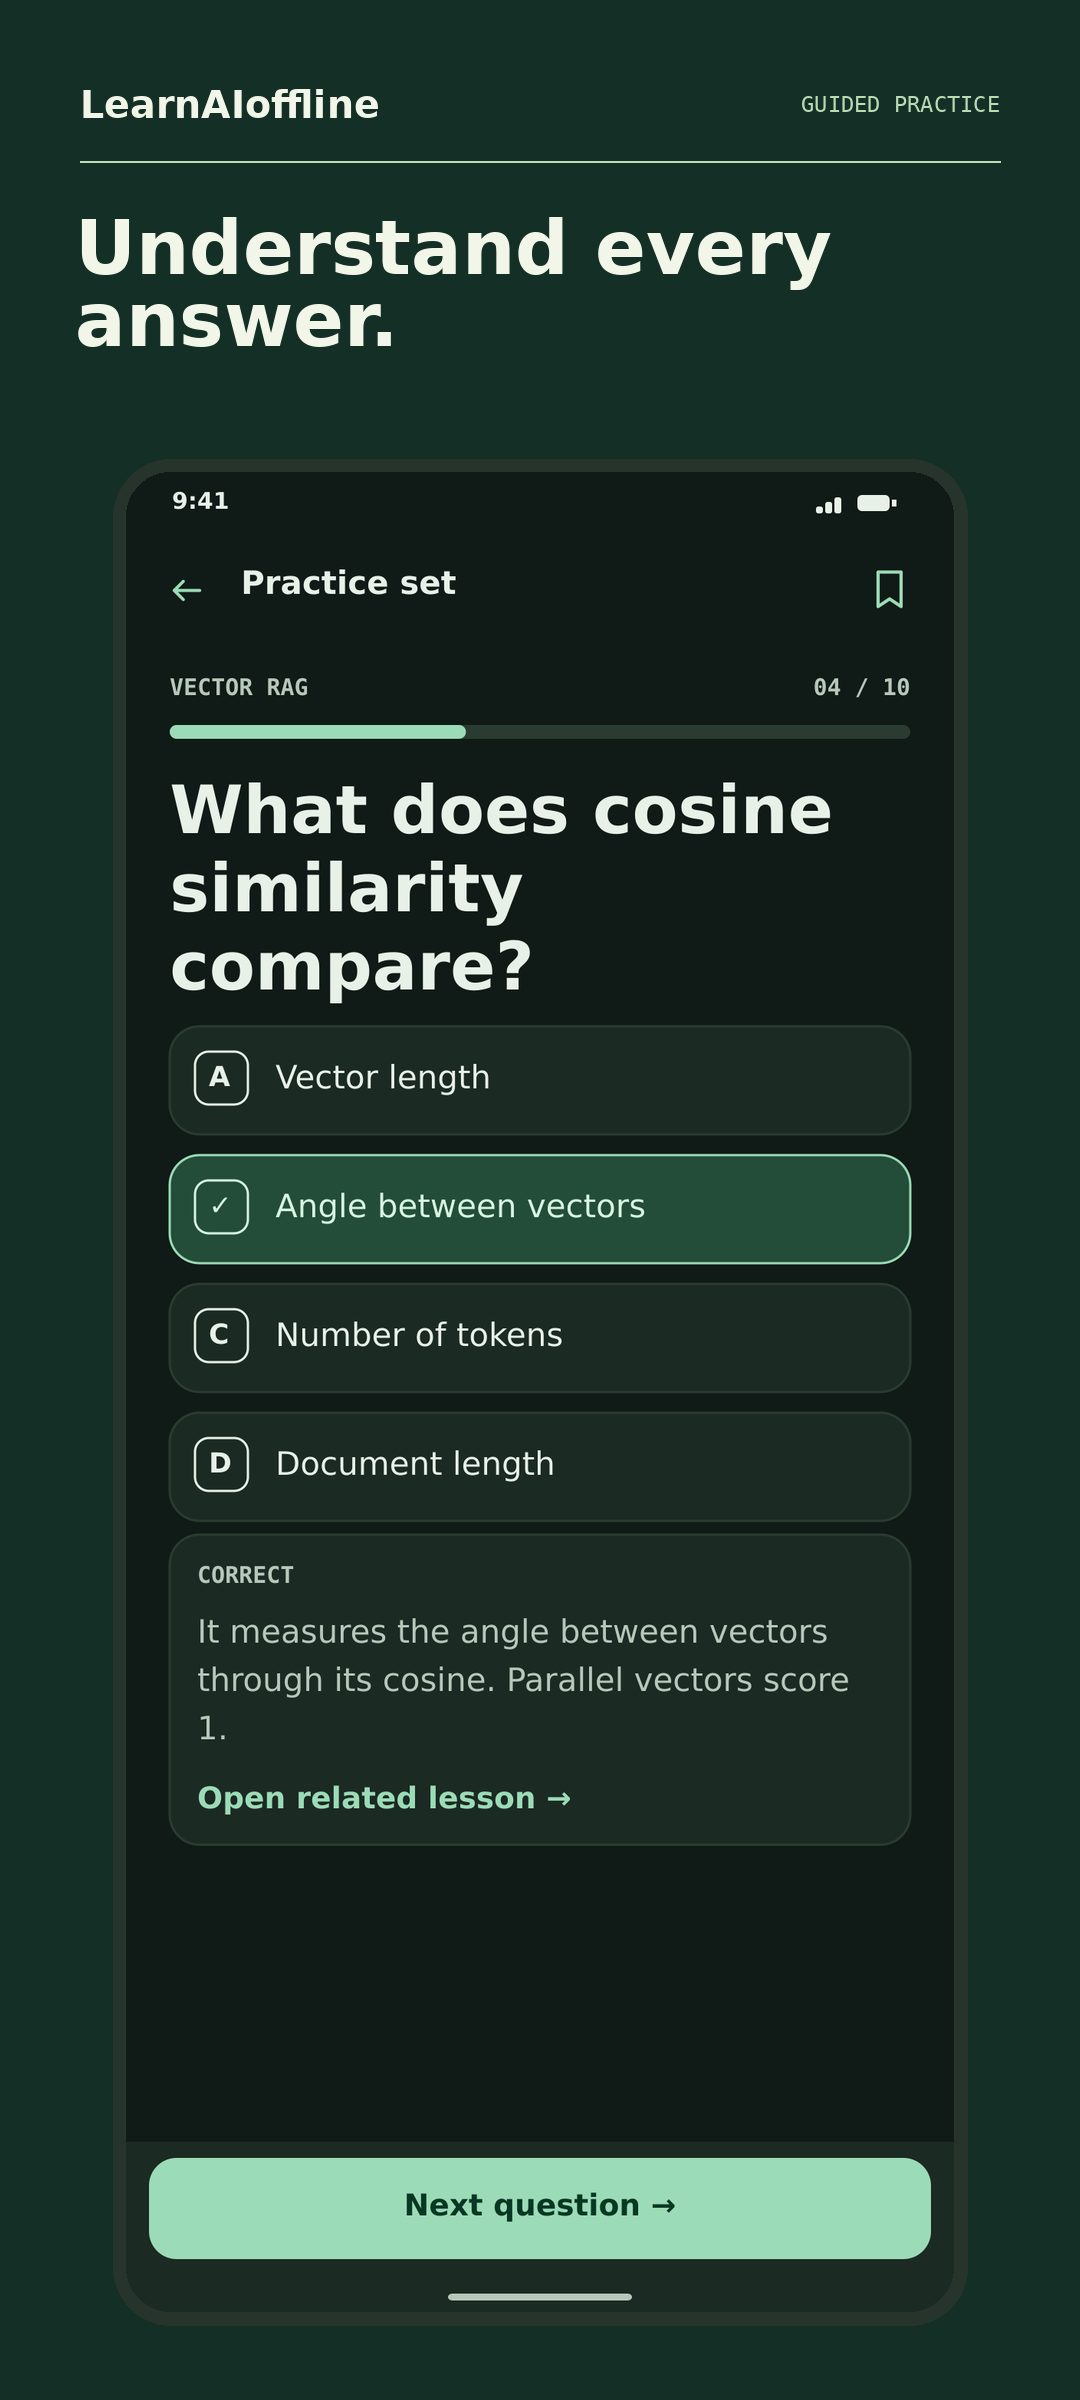 LearnAIoffline
GUIDED PRACTICE
Understand every
answer.
9:41
← Practice set
VECTOR RAG
04 / 10
What does cosine
similarity
compare?
A Vector length
✓ Angle between vectors
C Number of tokens
D Document length
CORRECT
It measures the angle between vectors
through its cosine. Parallel vectors score
1.
Open related lesson →
Next question →